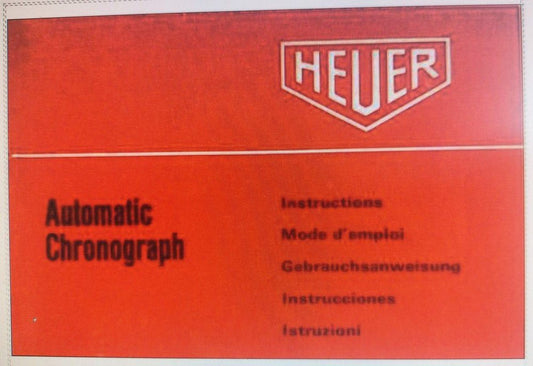 HEUER
Automatic
Chronograph
Instructions
Mode d'emploi
Gebrauchsanweisung
Instrucciones
Istruzioni